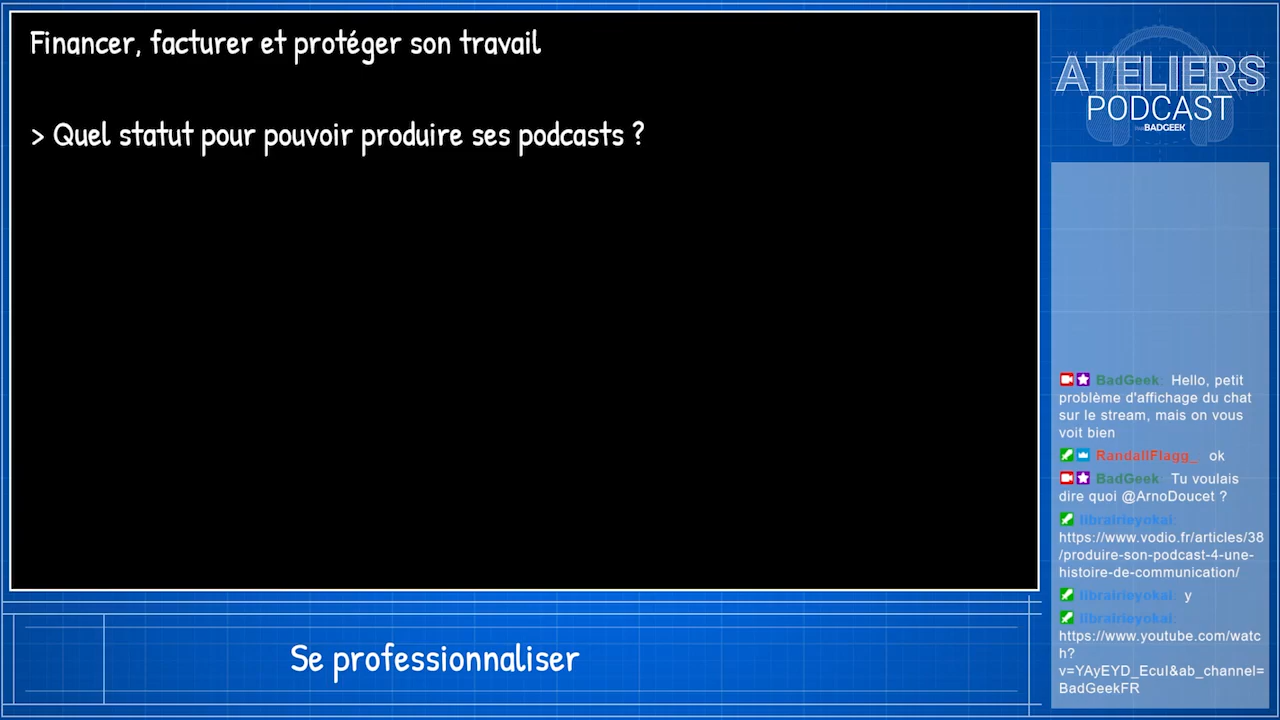 Financer, facturer et protéger son travail
> Quel statut pour pouvoir produire ses podcasts ?
Se professionnaliser
ATELIERS
PODCAST
BADGEEK
BadGeek: Hello, petit
problème d'affichage du chat
sur le stream, mais on vous
voit bien
RandallFlagg_: ok
BadGeek: Tu voulais
dire quoi @ArnoDoucet ?
librairieyokai:
https://www.vodio.fr/articles/38
/produire-son-podcast-4-une-
histoire-de-communication/
librairieyokai: y
librairieyokai:
https://www.youtube.com/watc
h?
v=YAyEYD_EcuI&ab_channel=
BadGeekFR